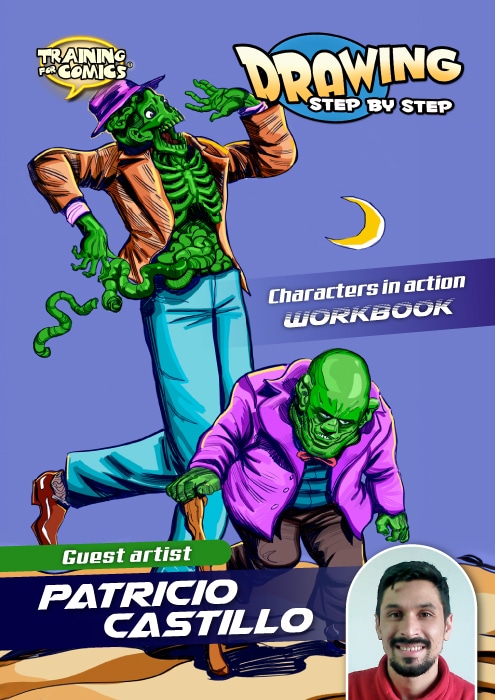 TRAINING
FOR COMICS®
DRAWING
STEP BY STEP
Characters in action
WORKBOOK
Guest artist
PATRICIO
CASTILLO